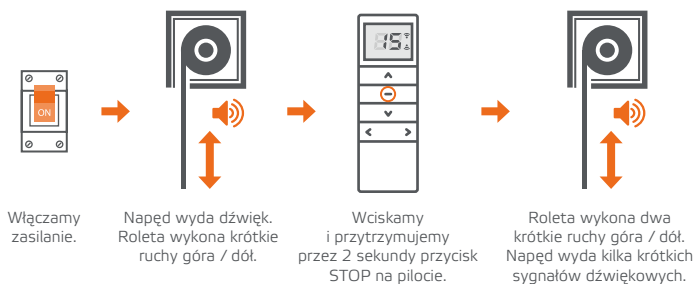 15
ON
Włączamy
zasilanie.
Napęd wyda dźwięk.
Roleta wykona krótkie
ruchy góra / dół.
Wciskamy
i przytrzymujemy
przez 2 sekundy przycisk
STOP na pilocie.
Roleta wykona dwa
krótkie ruchy góra / dół.
Napęd wyda kilka krótkich
sygnałów dźwiękowych.